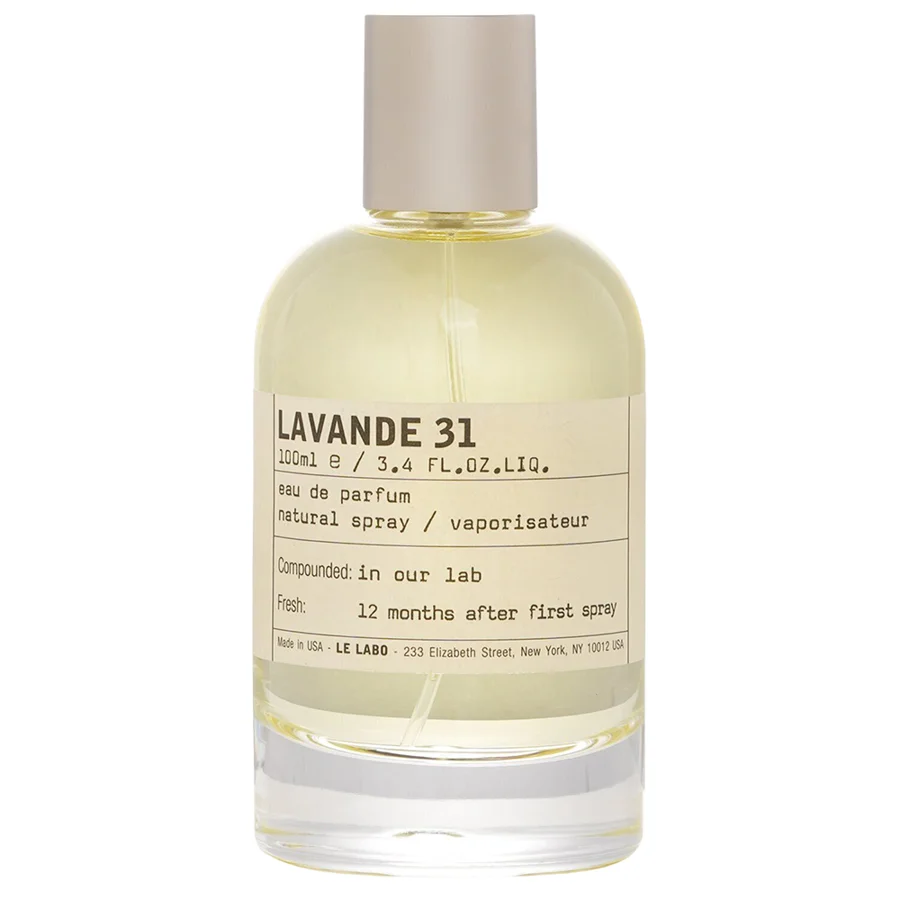 LAVANDE 31
100ml e / 3.4 FL.OZ.LIQ.
eau de parfum
natural spray / vaporisateur
Compounded: in our lab
Fresh: 12 months after first spray
Made in USA - LE LABO - 233 Elizabeth Street, New York, NY 10012 USA